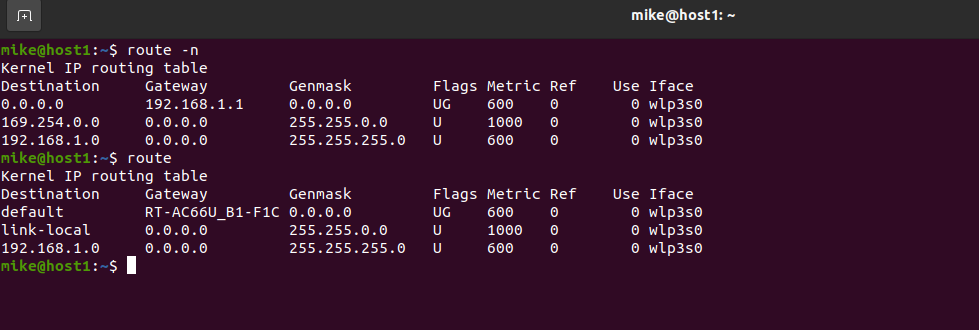 mike@host1: ~
mike@host1:~$ route -n
Kernel IP routing table
Destination     Gateway         Genmask         Flags Metric Ref    Use Iface
0.0.0.0         192.168.1.1     0.0.0.0         UG    600    0        0 wlp3s0
169.254.0.0     0.0.0.0         255.255.0.0     U     1000   0        0 wlp3s0
192.168.1.0     0.0.0.0         255.255.255.0   U     600    0        0 wlp3s0
mike@host1:~$ route
Kernel IP routing table
Destination     Gateway         Genmask         Flags Metric Ref    Use Iface
default         RT-AC66U_B1-F1C 0.0.0.0         UG    600    0        0 wlp3s0
link-local      0.0.0.0         255.255.0.0     U     1000   0        0 wlp3s0
192.168.1.0     0.0.0.0         255.255.255.0   U     600    0        0 wlp3s0
mike@host1:~$